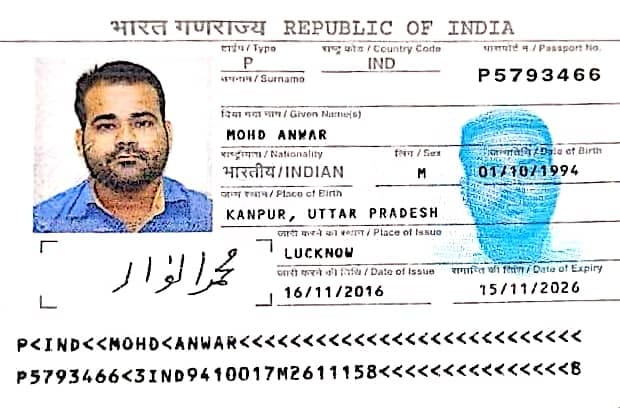 भारत गणराज्य REPUBLIC OF INDIA
टाईप / Type राष्ट्र कोड / Country Code पासपोर्ट न. / Passport No.
P IND P5793466
उपनाम / Surname
दिया गया नाम / Given Name(s)
MOHD ANWAR
राष्ट्रीयता / Nationality लिंग / Sex जन्मतिथि / Date of Birth
भारतीय / INDIAN M 01/10/1994
जन्म स्थान / Place of Birth
KANPUR, UTTAR PRADESH
जारी करने का स्थान / Place of Issue
LUCKNOW
जारी करने की तिथि / Date of Issue समाप्ति की तिथि / Date of Expiry
16/11/2016 15/11/2026
محمد انوار
P<IND<<MOHD<ANWAR<<<<<<<<<<<<<<<<<<<<<<<<<<<
P5793466<3IND9410017M2611158<<<<<<<<<<<<<<<8